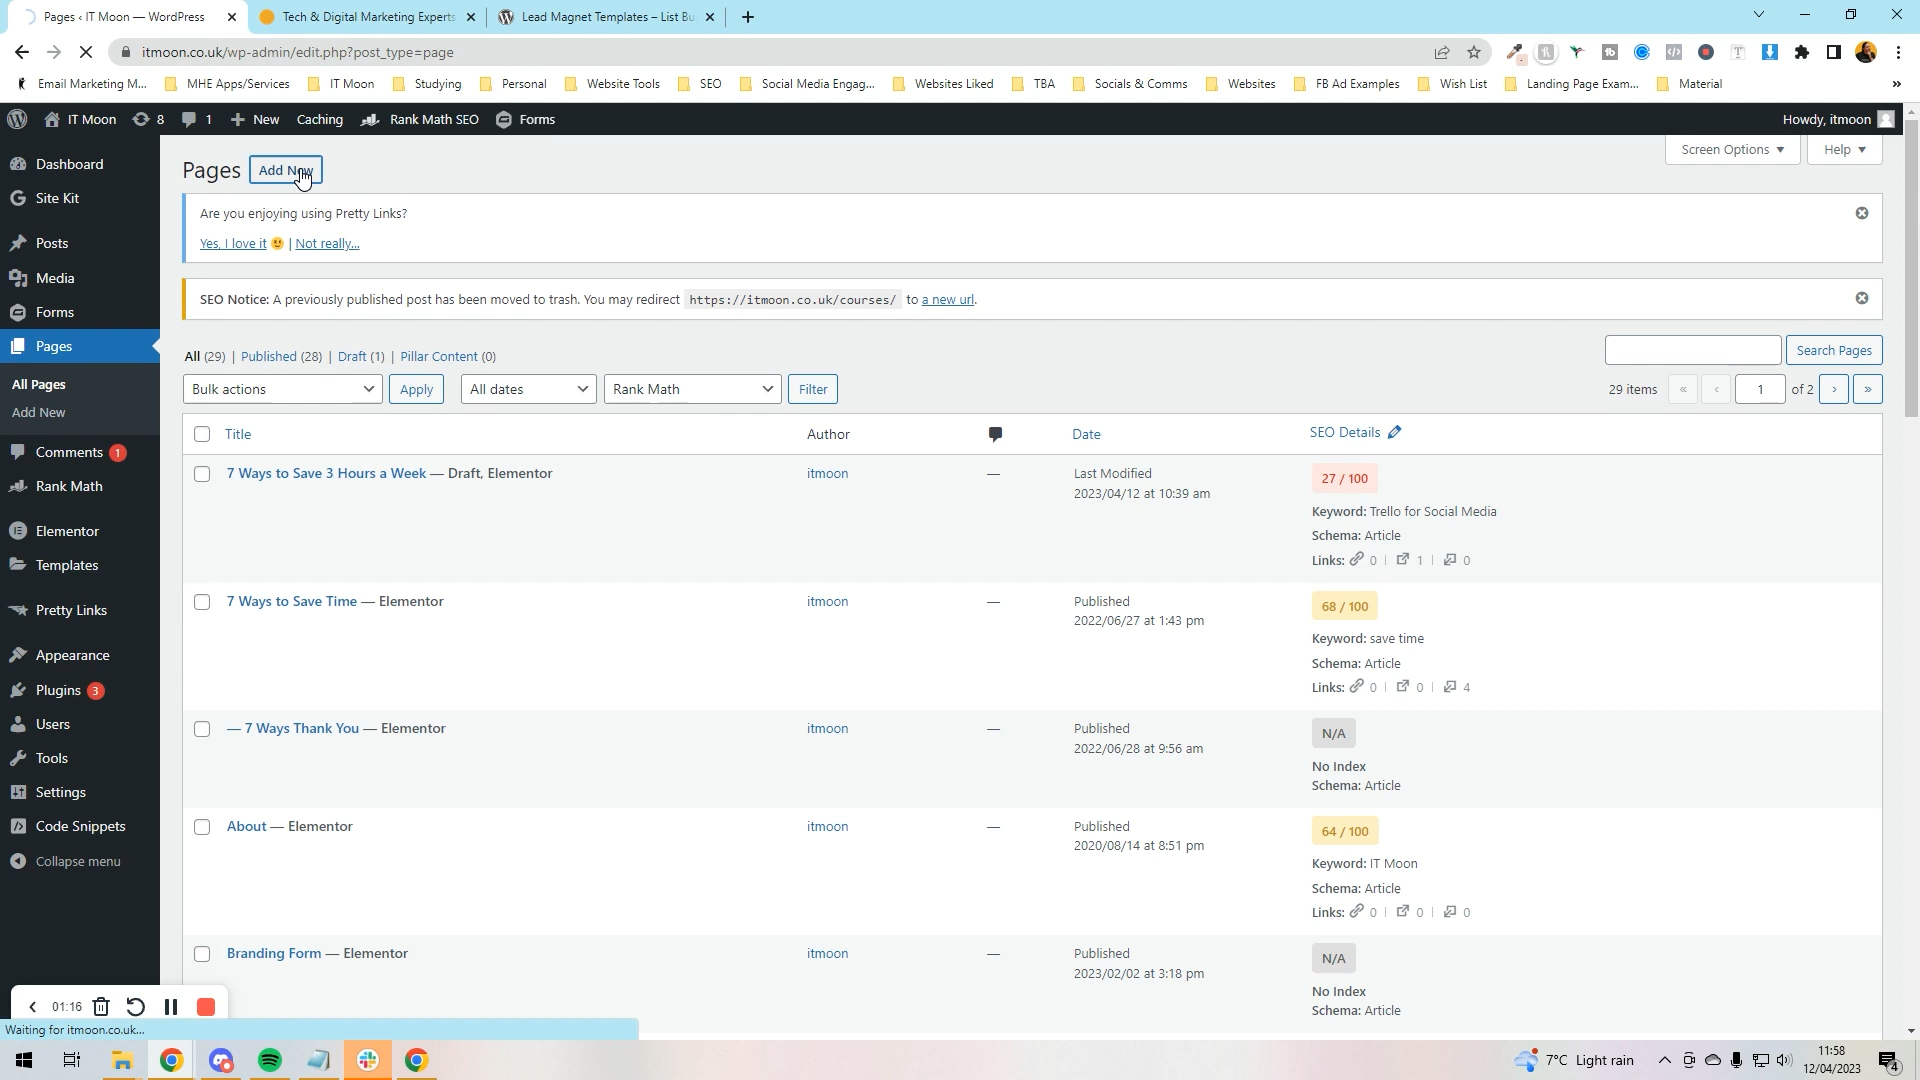 Pages ‹ IT Moon — WordPress
Tech & Digital Marketing Experts
Lead Magnet Templates – List Bu
itmoon.co.uk/wp-admin/edit.php?post_type=page
Email Marketing M...
MHE Apps/Services
IT Moon
Studying
Personal
Website Tools
SEO
Social Media Engag...
Websites Liked
TBA
Socials & Comms
Websites
FB Ad Examples
Wish List
Landing Page Exam...
Material
»
IT Moon
8
1
New
Caching
Rank Math SEO
Forms
Howdy, itmoon
Dashboard
Site Kit
Posts
Media
Forms
Pages
All Pages
Add New
Comments 1
Rank Math
Elementor
Templates
Pretty Links
Appearance
Plugins 3
Users
Tools
Settings
Code Snippets
Collapse menu
Screen Options
Help
Pages
Add New
Are you enjoying using Pretty Links?
Yes, I love it | Not really...
SEO Notice: A previously published post has been moved to trash. You may redirect https://itmoon.co.uk/courses/ to a new url.
All (29) | Published (28) | Draft (1) | Pillar Content (0)
Search Pages
Bulk actions
Apply
All dates
Rank Math
Filter
29 items « ‹ 1 of 2 › »
Title
Author
Date
SEO Details
7 Ways to Save 3 Hours a Week — Draft, Elementor
itmoon
—
Last Modified
2023/04/12 at 10:39 am
27 / 100
Keyword: Trello for Social Media
Schema: Article
Links: 0 | 1 | 0
7 Ways to Save Time — Elementor
itmoon
—
Published
2022/06/27 at 1:43 pm
68 / 100
Keyword: save time
Schema: Article
Links: 0 | 0 | 4
— 7 Ways Thank You — Elementor
itmoon
—
Published
2022/06/28 at 9:56 am
N/A
No Index
Schema: Article
About — Elementor
itmoon
—
Published
2020/08/14 at 8:51 pm
64 / 100
Keyword: IT Moon
Schema: Article
Links: 0 | 0 | 0
Branding Form — Elementor
itmoon
—
Published
2023/02/02 at 3:18 pm
N/A
No Index
Schema: Article
01:16
Waiting for itmoon.co.uk...
7°C Light rain
11:58
12/04/2023
4